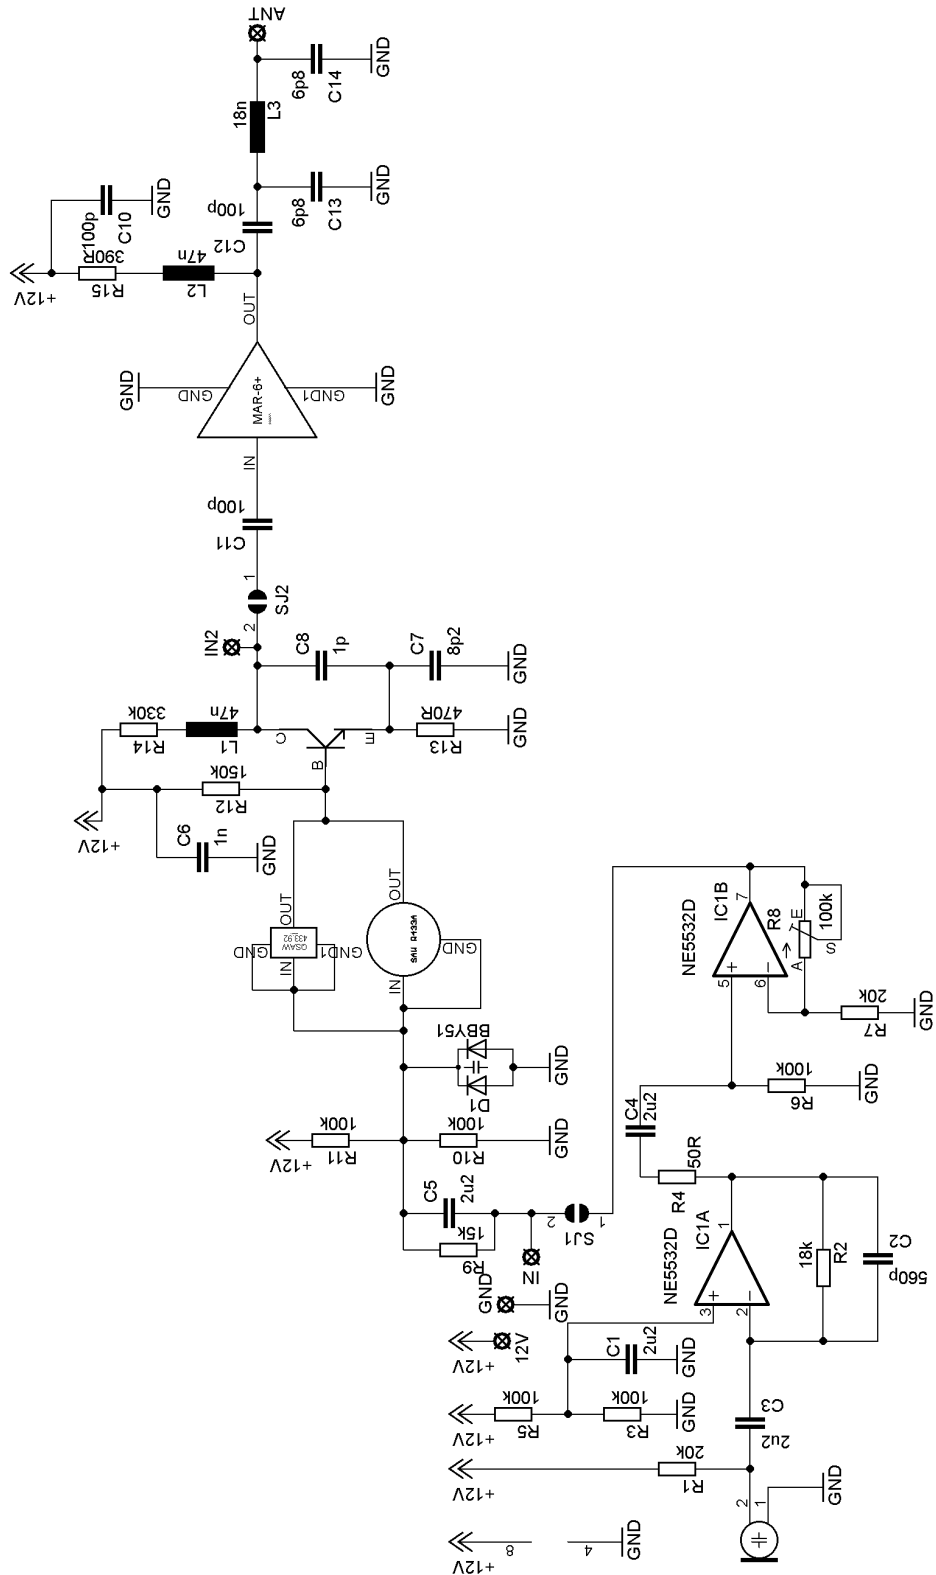 ANT
18n
L3
6p8
C14
GND
+12V
390R
R15
100p
C10
GND
47n
L2
100p
C12
6p8
C13
GND
OUT
GND
GND
MAR-6+
GND1
GND
IN
100p
C11
1
SJ2
2
IN2
C8
1p
C7
8p2
GND
330k
R14
47n
L1
C
B
E
470R
R13
GND
+12V
150k
R12
C6
1n
GND
OUT
GND
QSAW
433.92
GND1
IN
OUT
GND
IN
BBY51
D1
GND
+12V
100k
R11
100k
R10
GND
C5
2u2
15k
R9
IN
2
SJ1
1
GND
GND
12V
+12V
NE5532D
IC1B
7
5
+
6
–
R8
A
E
S
100k
20k
R7
GND
100k
R6
GND
C4
2u2
R4
50R
NE5532D
IC1A
1
3
+
2
–
18k
R2
C2
560p
C1
2u2
GND
+12V
100k
R5
100k
R3
GND
C3
2u2
+12V
20k
R1
2
1
GND
+12V
8
4
GND